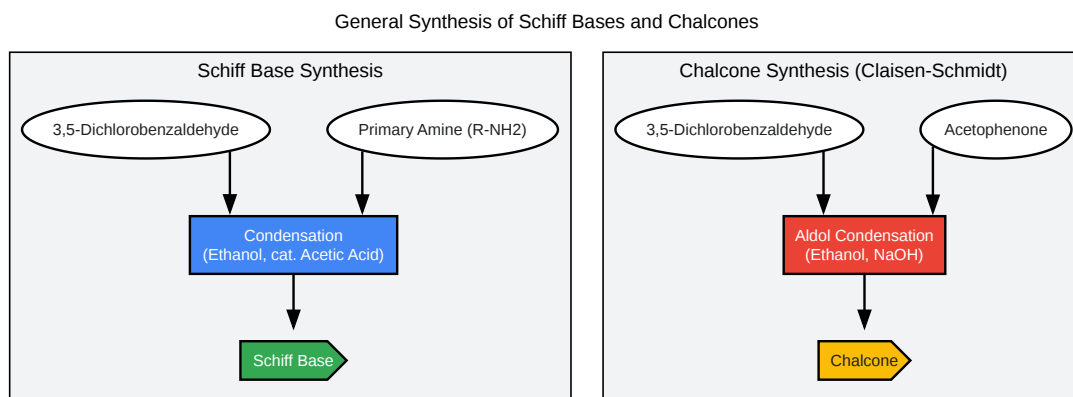 General Synthesis of Schiff Bases and Chalcones
Schiff Base Synthesis
3,5-Dichlorobenzaldehyde
Primary Amine (R-NH2)
Condensation
(Ethanol, cat. Acetic Acid)
Schiff Base
Chalcone Synthesis (Claisen-Schmidt)
3,5-Dichlorobenzaldehyde
Acetophenone
Aldol Condensation
(Ethanol, NaOH)
Chalcone